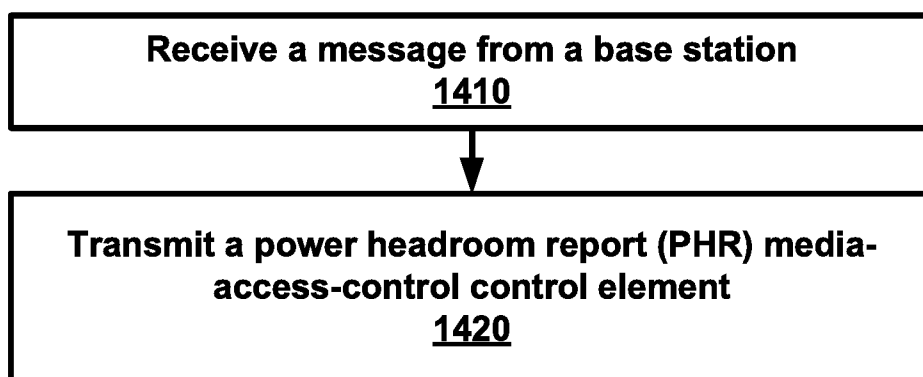 Receive a message from a base station
1410
Transmit a power headroom report (PHR) media-
access-control control element
1420